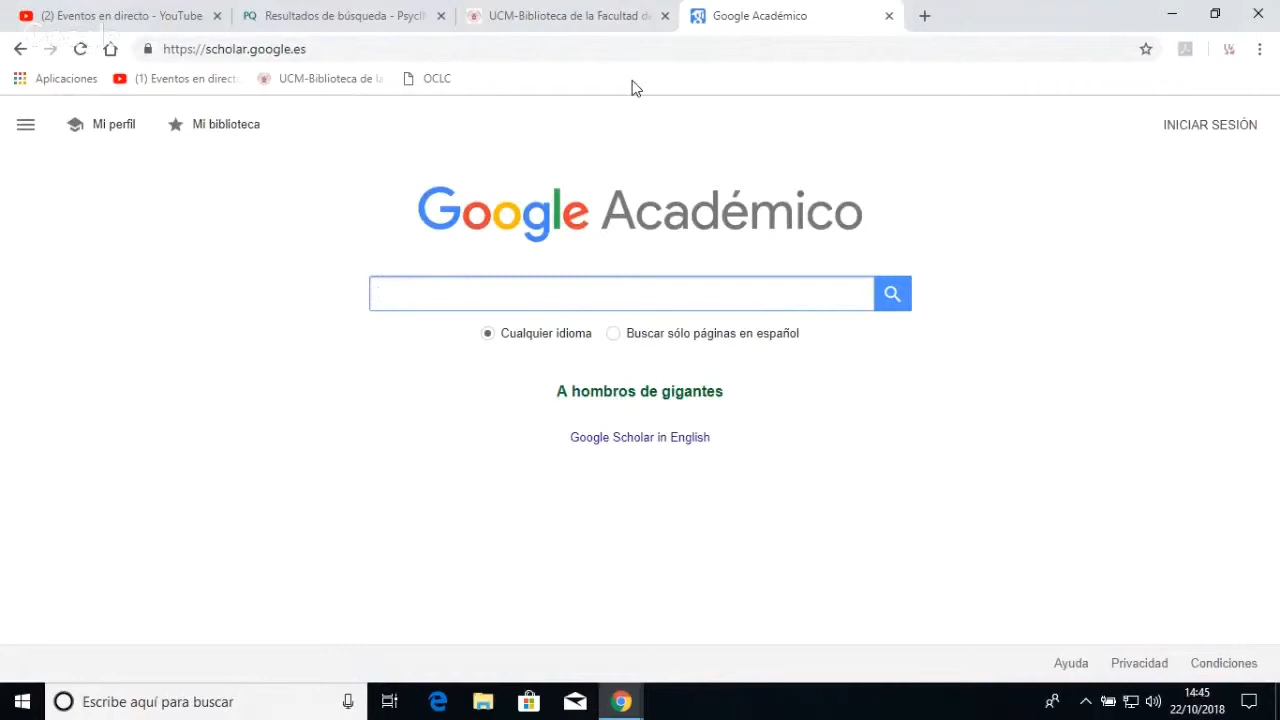 (2) Eventos en directo - YouTube
Resultados de búsqueda - Psycl
UCM-Biblioteca de la Facultad de
Google Académico
https://scholar.google.es
Aplicaciones
(1) Eventos en direct
UCM-Biblioteca de la
OCLC
Mi perfil
Mi biblioteca
INICIAR SESIÓN
Google Académico
Cualquier idioma
Buscar sólo páginas en español
A hombros de gigantes
Google Scholar in English
Ayuda
Privacidad
Condiciones
Escribe aquí para buscar
14:45
22/10/2018